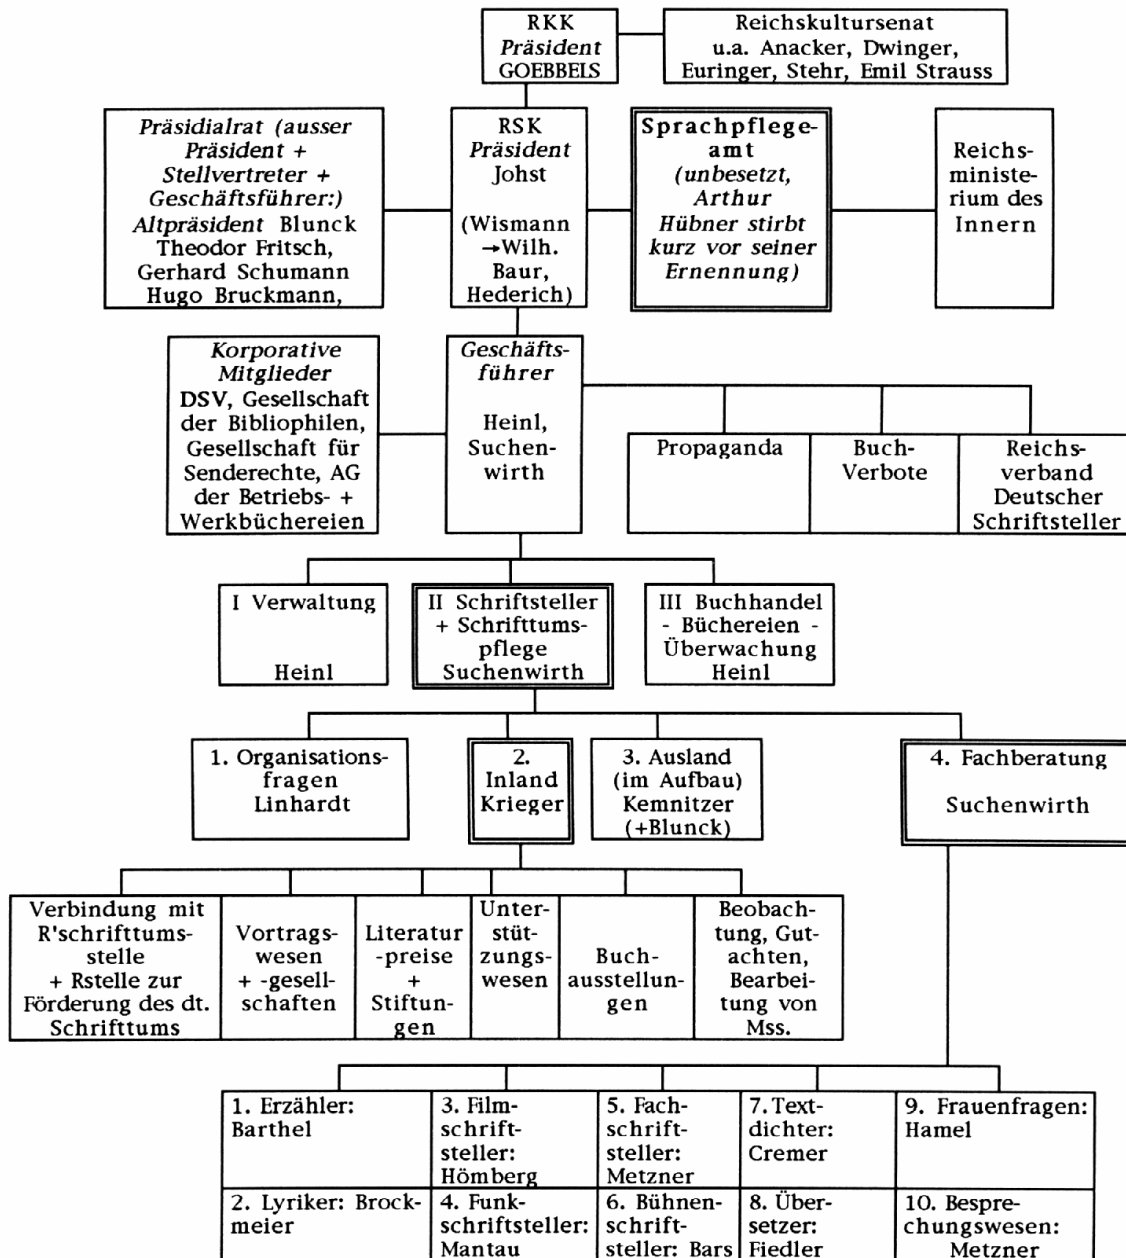 RKK
Präsident
GOEBBELS
Reichskultursenat
u.a. Anacker, Dwinger,
Euringer, Stehr, Emil Strauss
Präsidialrat (ausser
Präsident +
Stellvertreter +
Geschäftsführer:)
Altpräsident Blunck
Theodor Fritsch,
Gerhard Schumann
Hugo Bruckmann,
RSK
Präsident
Johst
(Wismann
→Wilh.
Baur,
Hederich)
Sprachpflege-
amt
(unbesetzt,
Arthur
Hübner stirbt
kurz vor seiner
Ernennung)
Reichs-
ministe-
rium des
Innern
Korporative
Mitglieder
DSV, Gesellschaft
der Bibliophilen,
Gesellschaft für
Senderechte, AG
der Betriebs- +
Werkbüchereien
Geschäfts-
führer
Heinl,
Suchen-
wirth
Propaganda
Buch-
Verbote
Reichs-
verband
Deutscher
Schriftsteller
I Verwaltung
Heinl
II Schriftsteller
+ Schrifttums-
pflege
Suchenwirth
III Buchhandel
- Büchereien -
Überwachung
Heinl
1. Organisations-
fragen
Linhardt
2.
Inland
Krieger
3. Ausland
(im Aufbau)
Kemnitzer
(+Blunck)
4. Fachberatung
Suchenwirth
Verbindung mit
R'schrifttums-
stelle
+ Rstelle zur
Förderung des dt.
Schrifttums
Vortrags-
wesen
+ -gesell-
schaften
Literatur
-preise
+
Stiftun-
gen
Unter-
stüt-
zungs-
wesen
Buch-
ausstellun-
gen
Beobach-
tung, Gut-
achten,
Bearbei-
tung von
Mss.
1. Erzähler:
Barthel
2. Lyriker: Brock-
meier
3. Film-
schrift-
steller:
Hömberg
4. Funk-
schriftsteller:
Mantau
5. Fach-
schrift-
steller:
Metzner
6. Bühnen-
schrift-
steller: Bars
7. Text-
dichter:
Cremer
8. Über-
setzer:
Fiedler
9. Frauenfragen:
Hamel
10. Bespre-
chungswesen:
Metzner